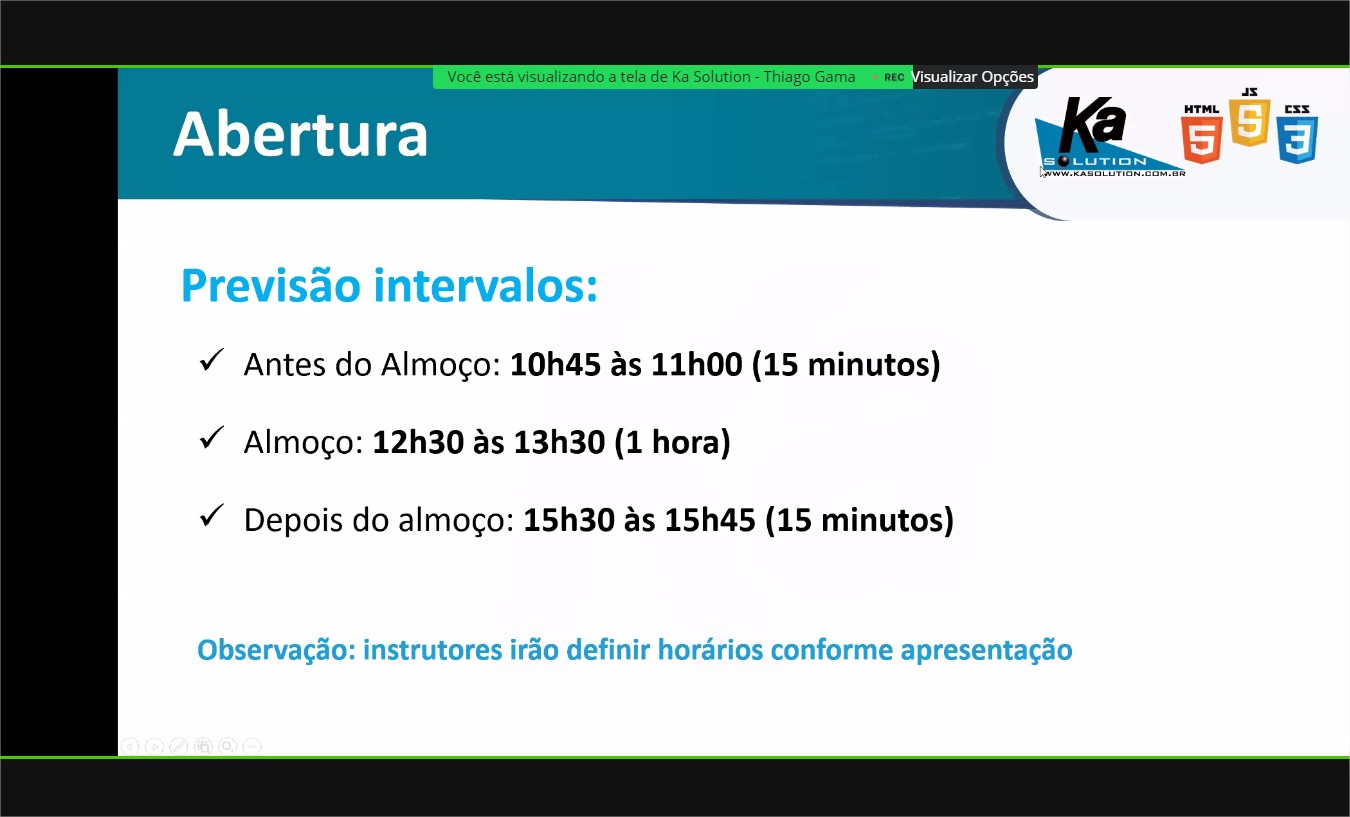 Você está visualizando a tela de Ka Solution - Thiago Gama
REC
Visualizar Opções
Abertura
Ka
SOLUTION
WWW.KASOLUTION.COM.BR
HTML
5
JS
5
CSS
3
Previsão intervalos:
✓ Antes do Almoço: 10h45 às 11h00 (15 minutos)
✓ Almoço: 12h30 às 13h30 (1 hora)
✓ Depois do almoço: 15h30 às 15h45 (15 minutos)
Observação: instrutores irão definir horários conforme apresentação